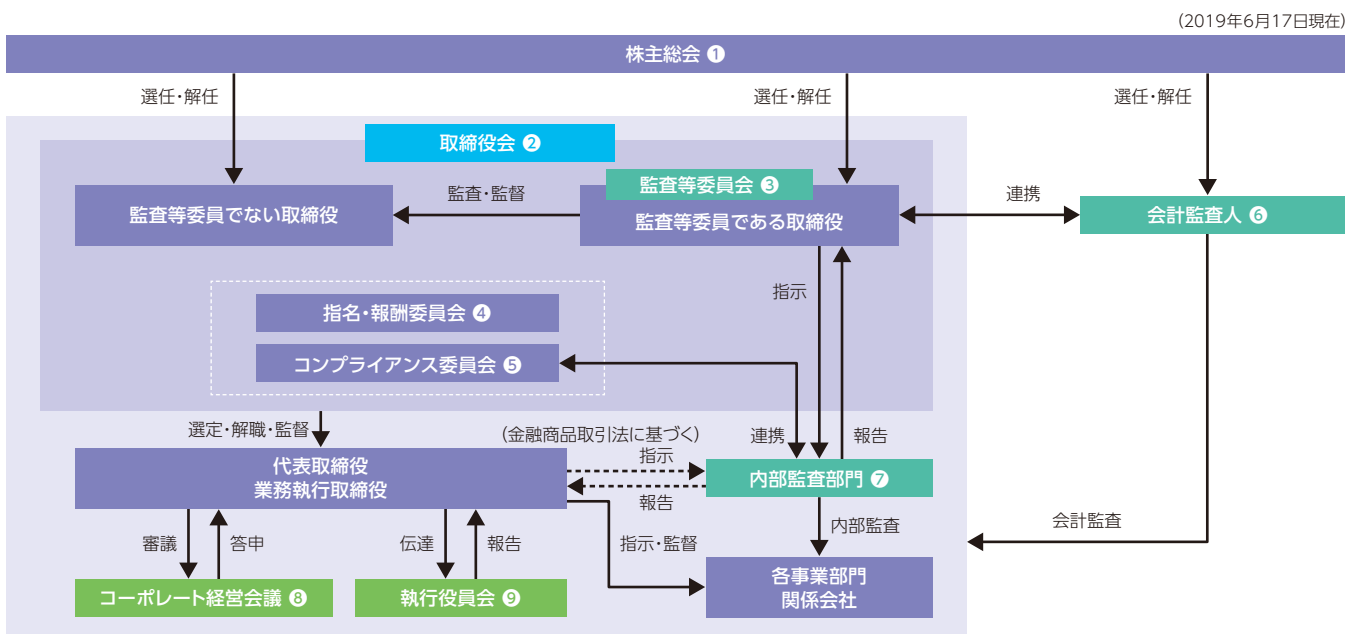 (2019年6月17日現在)
株主総会 ❶
選任・解任
選任・解任
選任・解任
取締役会 ❷
監査等委員会 ❸
監査等委員でない取締役
監査・監督
監査等委員である取締役
連携
会計監査人 ❻
指示
指名・報酬委員会 ❹
コンプライアンス委員会 ❺
選定・解職・監督
(金融商品取引法に基づく)
指示
連携
報告
代表取締役
業務執行取締役
内部監査部門 ❼
報告
内部監査
会計監査
審議
答申
伝達
報告
指示・監督
コーポレート経営会議 ❽
執行役員会 ❾
各事業部門
関係会社